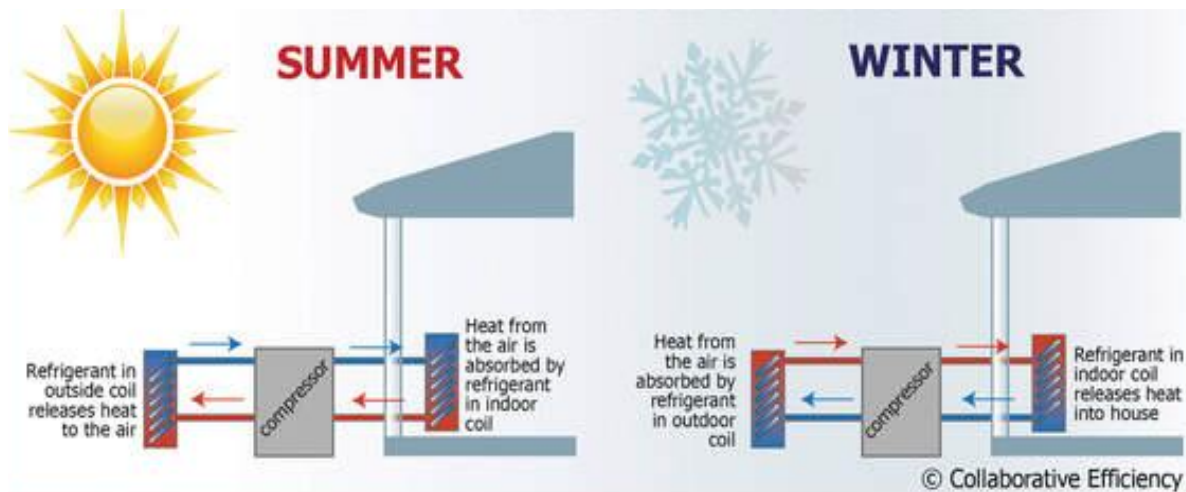 SUMMER
Refrigerant in
outside coil
releases heat
to the air
compressor
Heat from
the air is
absorbed by
refrigerant
in indoor
coil
WINTER
Heat from
the air is
absorbed by
refrigerant
in outdoor
coil
compressor
Refrigerant in
indoor coil
releases heat
into house
© Collaborative Efficiency